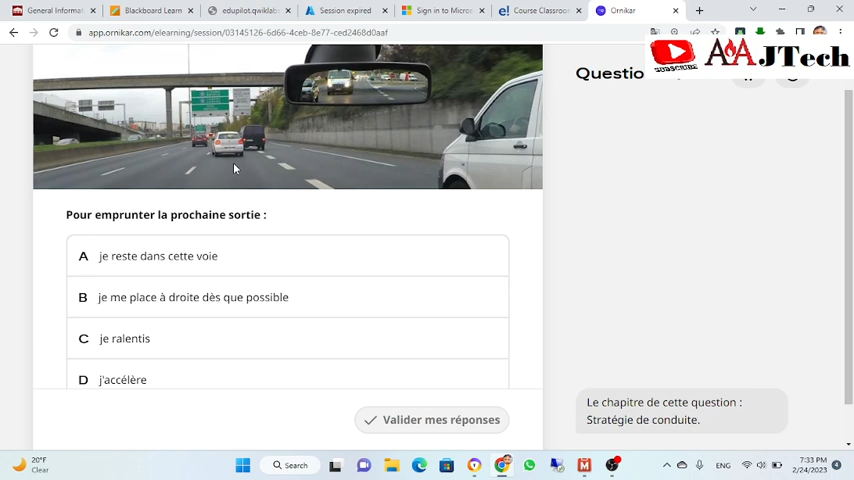 General Informat
Blackboard Learn
edupilot.qwiklab
Session expired
Sign in to Micro
Course Classroom
Ornikar
app.ornikar.com/elearning/session/03145126-6d66-4ceb-8e77-ced2468d0aaf
SUBSCRIBE
AAJTech
Questio
Pour emprunter la prochaine sortie :
A je reste dans cette voie
B je me place à droite dès que possible
C je ralentis
D j'accélère
Valider mes réponses
Le chapitre de cette question :
Stratégie de conduite.
20°F
Clear
Search
ENG
7:33 PM
2/24/2023
4